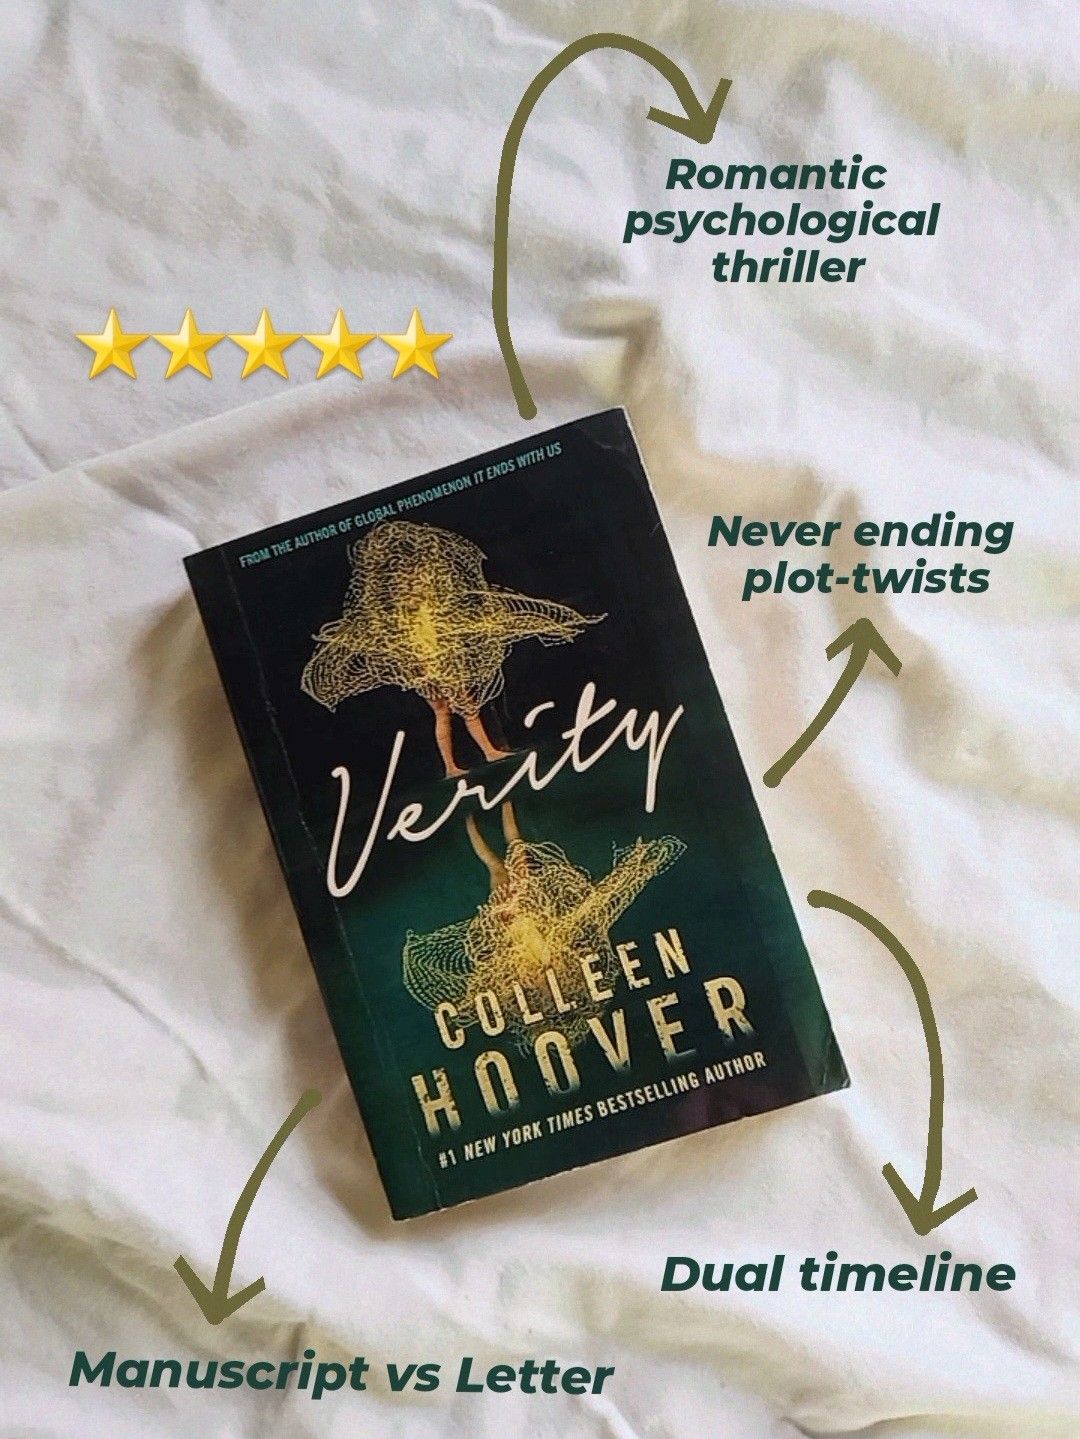 Romantic
psychological
thriller
FROM THE AUTHOR OF GLOBAL PHENOMENON IT ENDS WITH US
Never ending
plot-twists
Verity
COLLEEN
HOOVER
#1 NEW YORK TIMES BESTSELLING AUTHOR
Dual timeline
Manuscript vs Letter